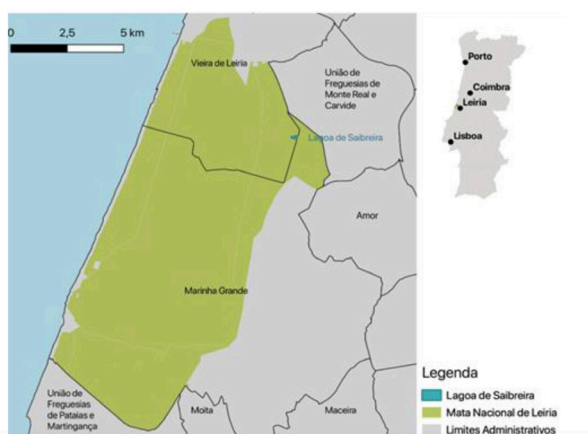 0 2,5 5 km
Vieira de Leiria
União de
Freguesias de
Monte Real e
Carvide
Lagoa de Saibreira
Amor
Marinha Grande
União de
Freguesias
de Pataias e
Martingança
Moita
Maceira
Porto
Coimbra
Leiria
Lisboa
Legenda
Lagoa de Saibreira
Mata Nacional de Leiria
Limites Administrativos